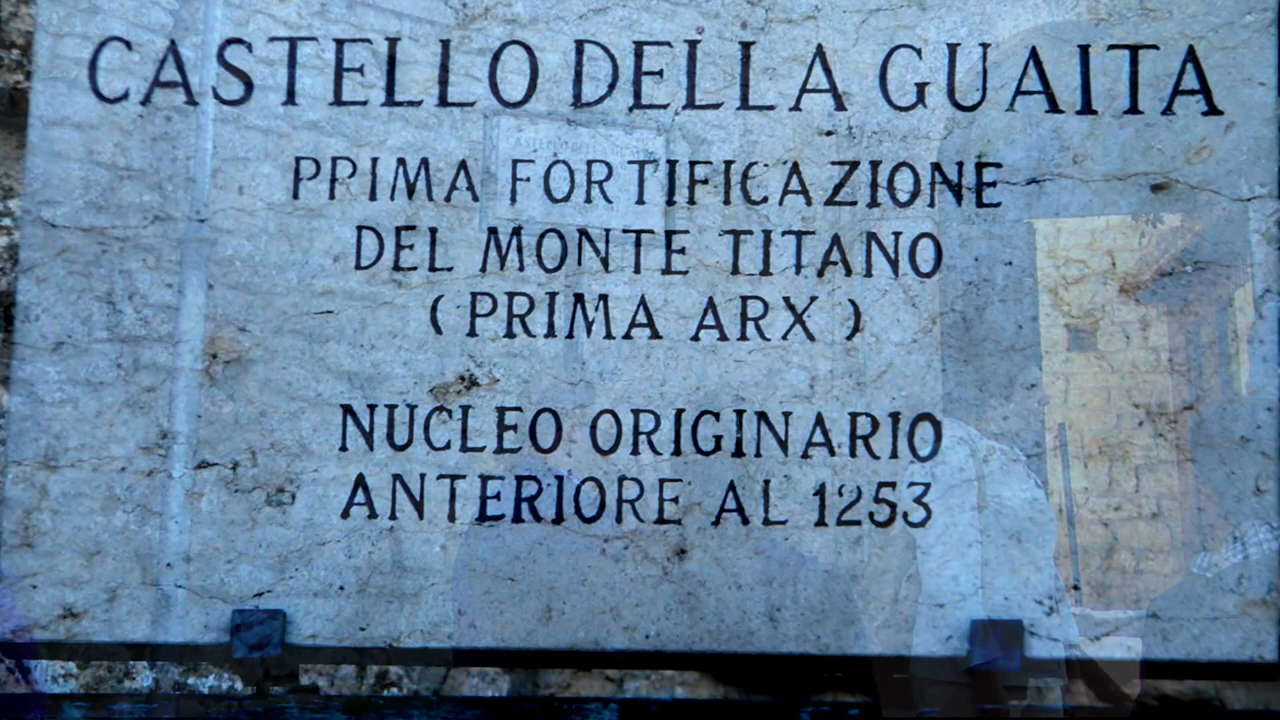 CASTELLO DELLA GUAITA
PRIMA FORTIFICAZIONE
DEL MONTE TITANO
( PRIMA ARX )
NUCLEO ORIGINARIO
ANTERIORE AL 1253